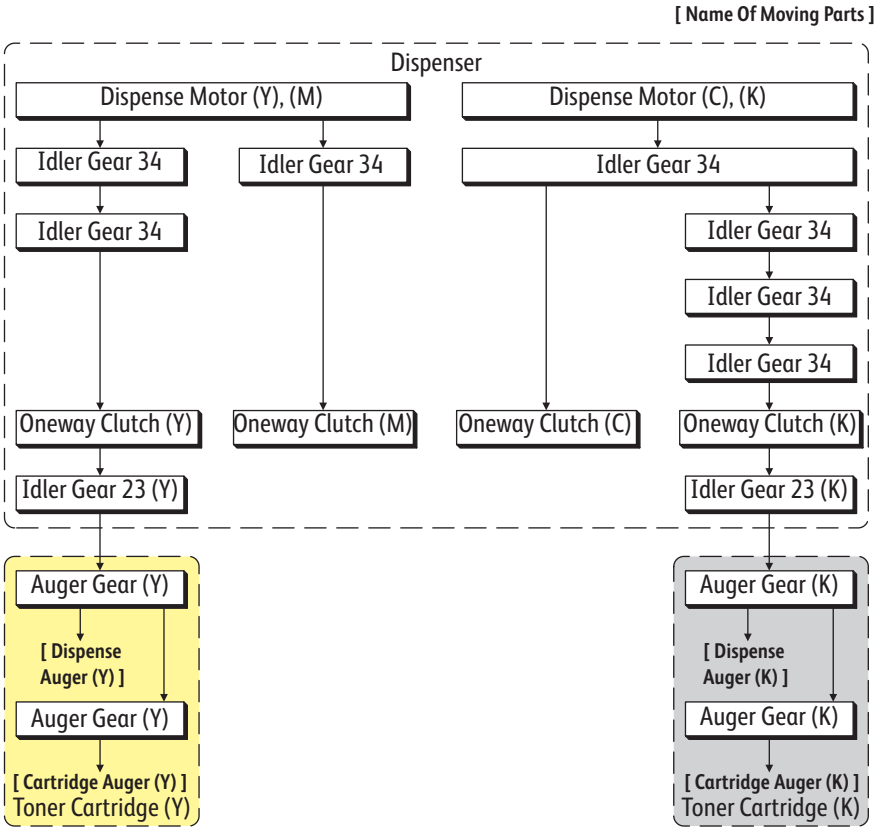 [ Name Of Moving Parts ]
Dispenser
Dispense Motor (Y), (M)
Dispense Motor (C), (K)
Idler Gear 34
Idler Gear 34
Idler Gear 34
Idler Gear 34
Idler Gear 34
Idler Gear 34
Idler Gear 34
Oneway Clutch (Y)
Oneway Clutch (M)
Oneway Clutch (C)
Oneway Clutch (K)
Idler Gear 23 (Y)
Idler Gear 23 (K)
Auger Gear (Y)
[ Dispense
Auger (Y) ]
Auger Gear (Y)
[ Cartridge Auger (Y) ]
Toner Cartridge (Y)
Auger Gear (K)
[ Dispense
Auger (K) ]
Auger Gear (K)
[ Cartridge Auger (K) ]
Toner Cartridge (K)